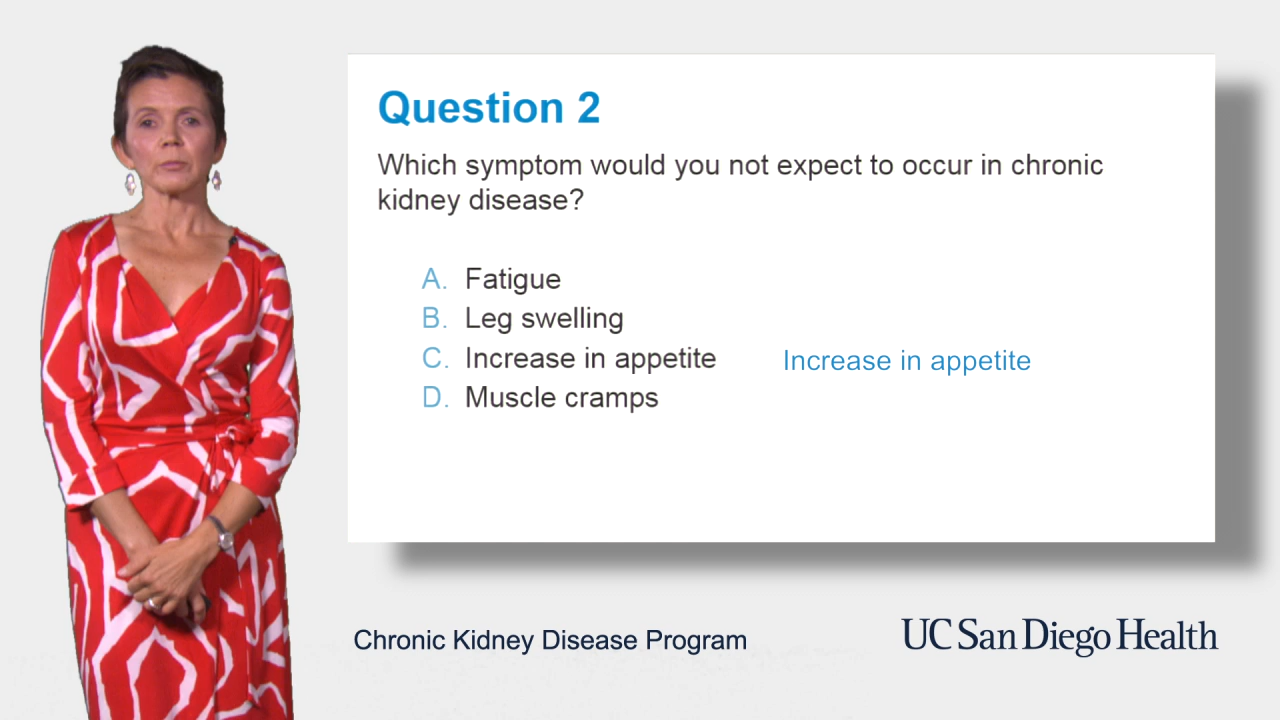 Question 2
Which symptom would you not expect to occur in chronic
kidney disease?
A. Fatigue
B. Leg swelling
C. Increase in appetite
Increase in appetite
D. Muscle cramps
Chronic Kidney Disease Program
UC San Diego Health